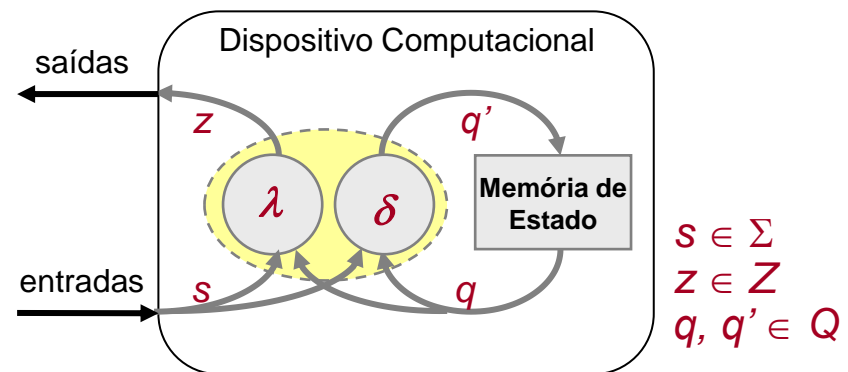 Dispositivo Computacional
saídas
z
q’
λ
δ
Memória de
Estado
entradas
s
q
s ∈ Σ
z ∈ Z
q, q’ ∈ Q